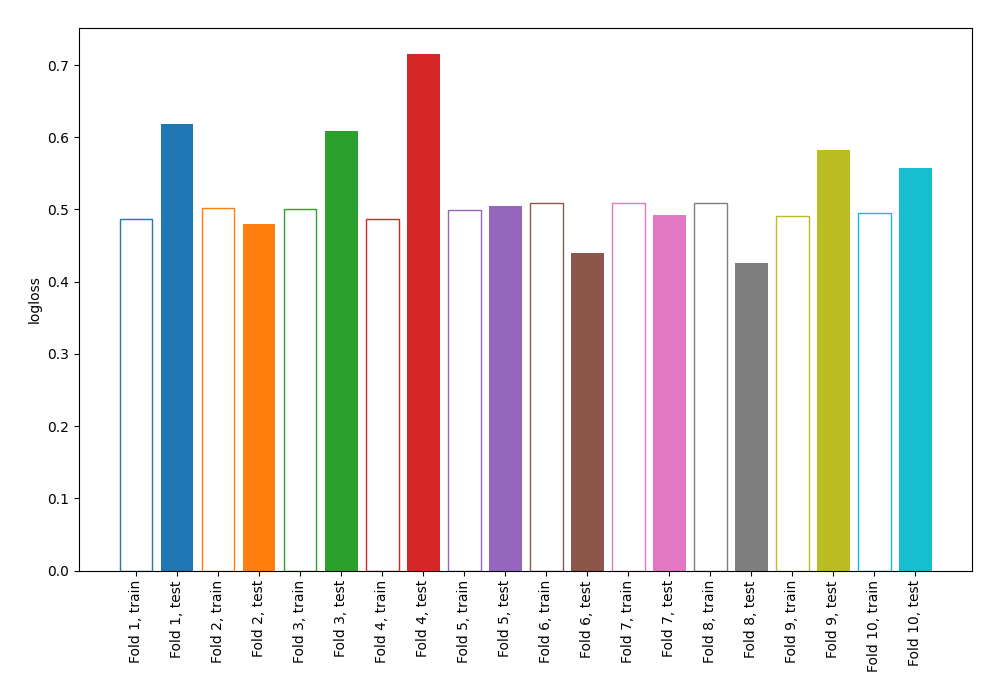 logloss
0.7
0.6
0.5
0.4
0.3
0.2
0.1
0.0
Fold 1, train
Fold 1, test
Fold 2, train
Fold 2, test
Fold 3, train
Fold 3, test
Fold 4, train
Fold 4, test
Fold 5, train
Fold 5, test
Fold 6, train
Fold 6, test
Fold 7, train
Fold 7, test
Fold 8, train
Fold 8, test
Fold 9, train
Fold 9, test
Fold 10, train
Fold 10, test